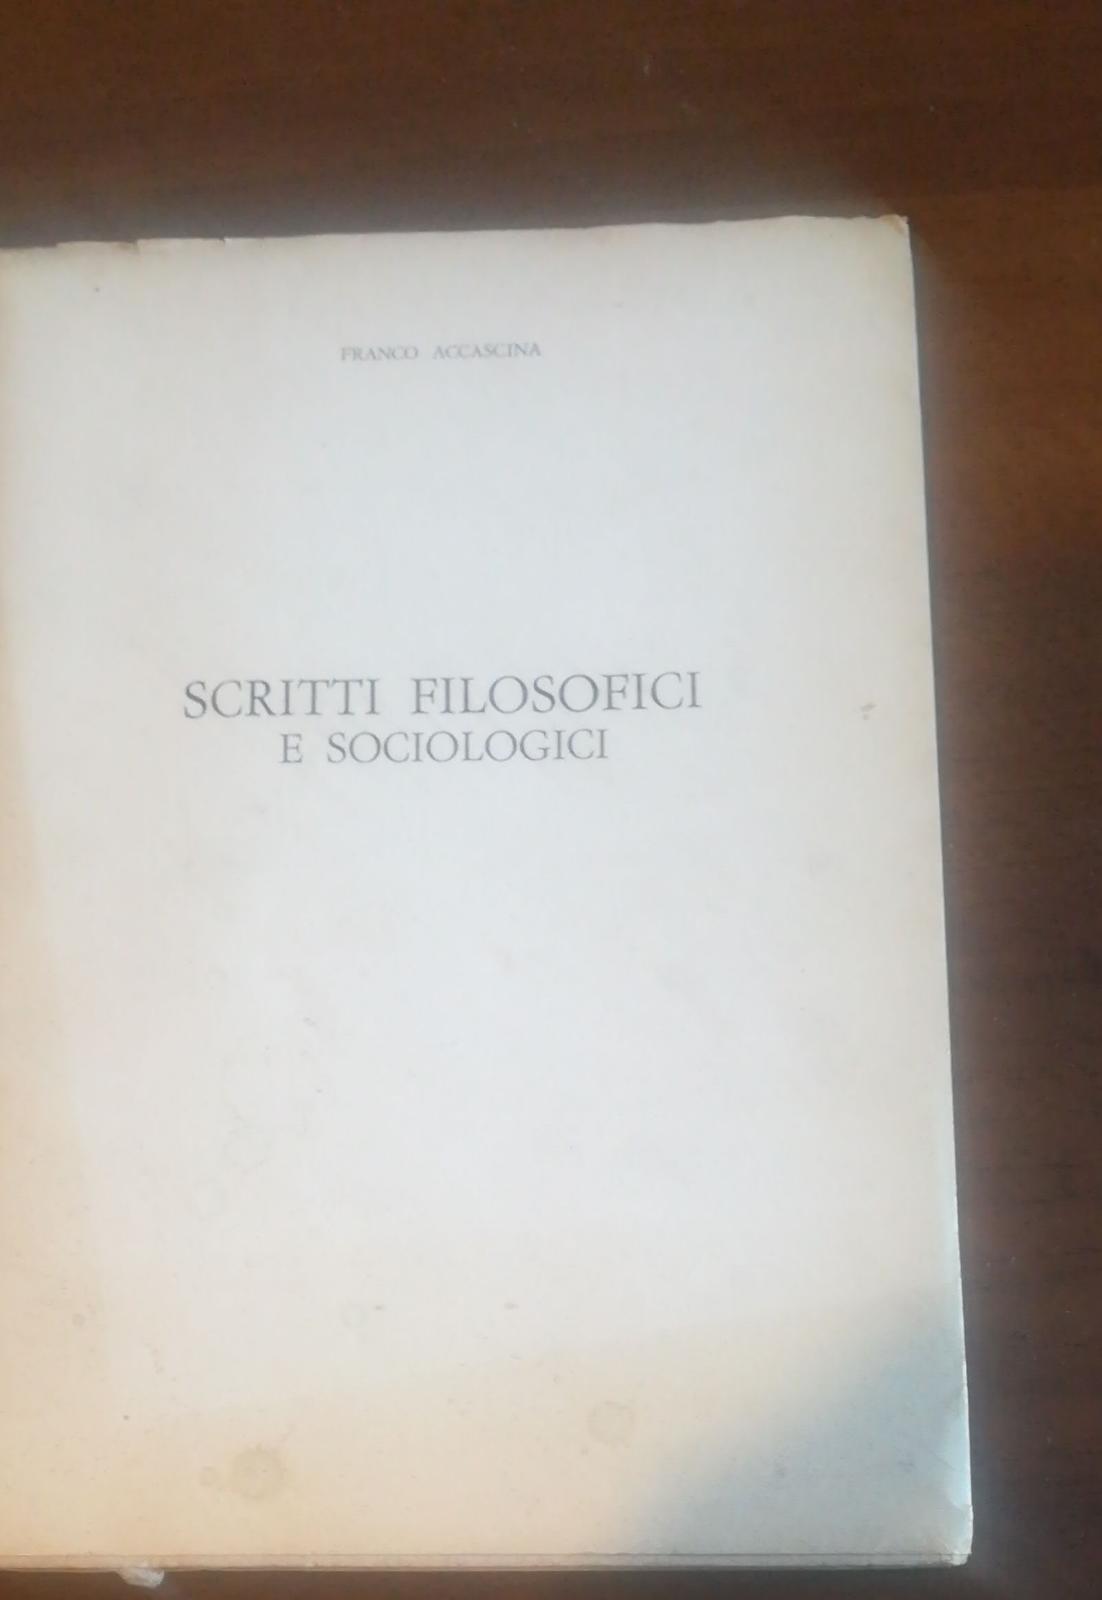 FRANCO ACCASCINA
SCRITTI FILOSOFICI
E SOCIOLOGICI